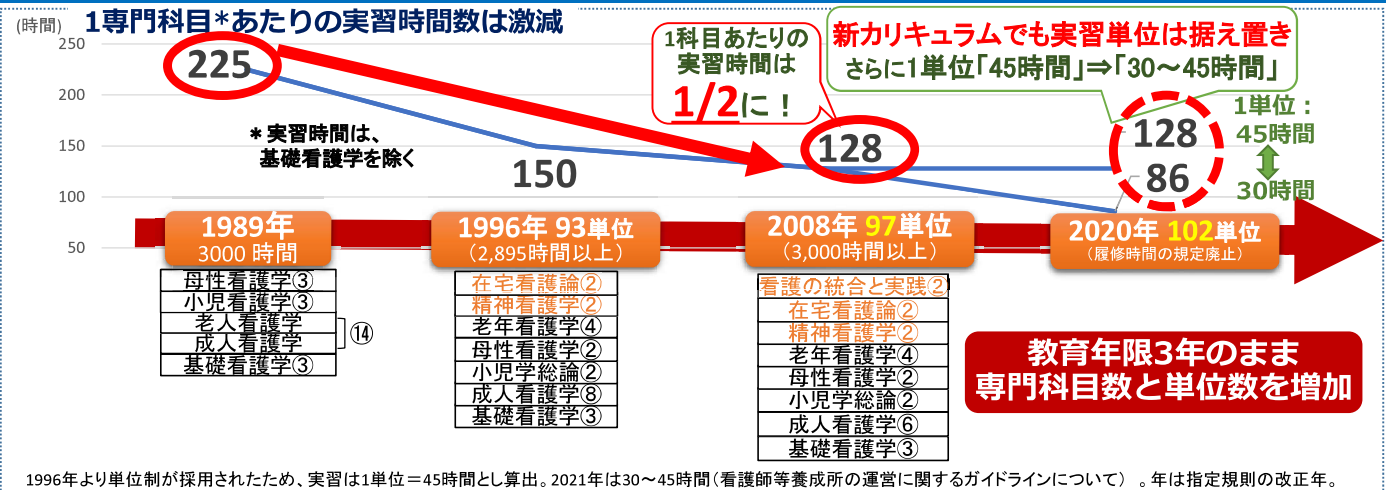 (時間)
1専門科目*あたりの実習時間数は激減
250
200
150
100
50
225
150
128
128
86
*実習時間は、
基礎看護学を除く
1科目あたりの
実習時間は
1/2に!
新カリキュラムでも実習単位は据え置き
さらに1単位「45時間」⇒「30~45時間」
1単位:
45時間
30時間
1989年
3000 時間
1996年 93単位
(2,895時間以上)
2008年 97単位
(3,000時間以上)
2020年 102単位
(履修時間の規定廃止)
母性看護学③
小児看護学③
老人看護学
成人看護学
⑭
基礎看護学③
在宅看護論②
精神看護学②
老年看護学④
母性看護学②
小児学総論②
成人看護学⑧
基礎看護学③
看護の統合と実践②
在宅看護論②
精神看護学②
老年看護学④
母性看護学②
小児学総論②
成人看護学⑥
基礎看護学③
教育年限3年のまま
専門科目数と単位数を増加
1996年より単位制が採用されたため、実習は1単位=45時間とし算出。2021年は30~45時間(看護師等養成所の運営に関するガイドラインについて) 。年は指定規則の改正年。